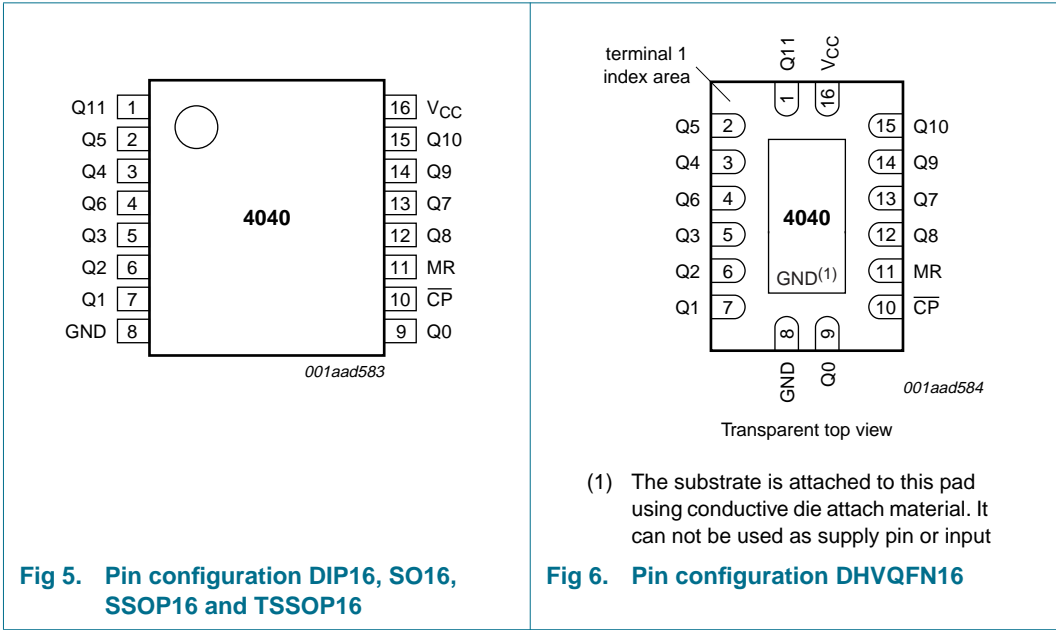 Q11 1
Q5 2
Q4 3
Q6 4
Q3 5
Q2 6
Q1 7
GND 8
4040
16 VCC
15 Q10
14 Q9
13 Q7
12 Q8
11 MR
10 CP
9 Q0
001aad583
Fig 5. Pin configuration DIP16, SO16,
SSOP16 and TSSOP16
terminal 1
index area
Q11
VCC
1
16
Q5 2
Q4 3
Q6 4
Q3 5
Q2 6
Q1 7
4040
GND(1)
15 Q10
14 Q9
13 Q7
12 Q8
11 MR
10 CP
8
9
GND
Q0
001aad584
Transparent top view
(1) The substrate is attached to this pad
using conductive die attach material. It
can not be used as supply pin or input
Fig 6. Pin configuration DHVQFN16